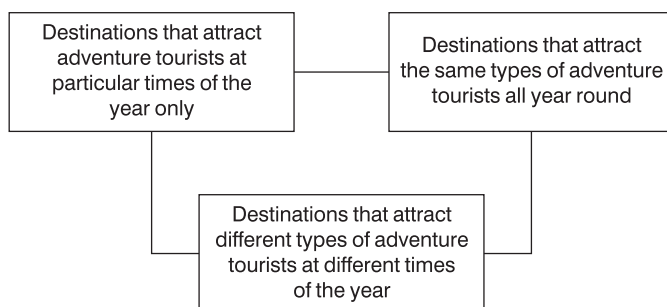 Destinations that attract
adventure tourists at
particular times of the
year only
Destinations that attract
the same types of adventure
tourists all year round
Destinations that attract
different types of adventure
tourists at different times
of the year